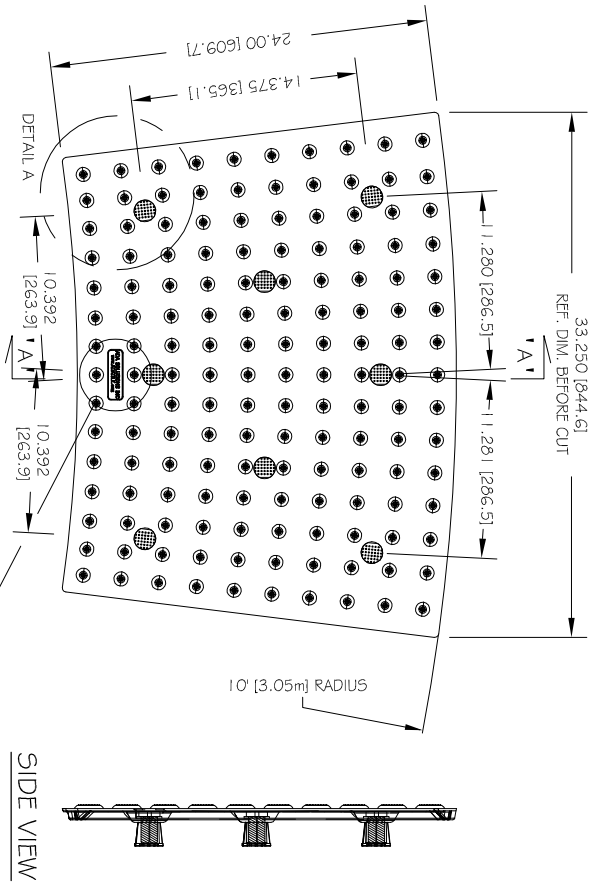 24.00 [609.7]
14.375 [365.1]
DETAIL A
33.250 [844.6]
REF. DIM. BEFORE CUT
11.280 [286.5]
11.281 [286.5]
'A'
'A'
10.392
[263.9]
10.392
[263.9]
10' [3.05m] RADIUS
SIDE VIEW